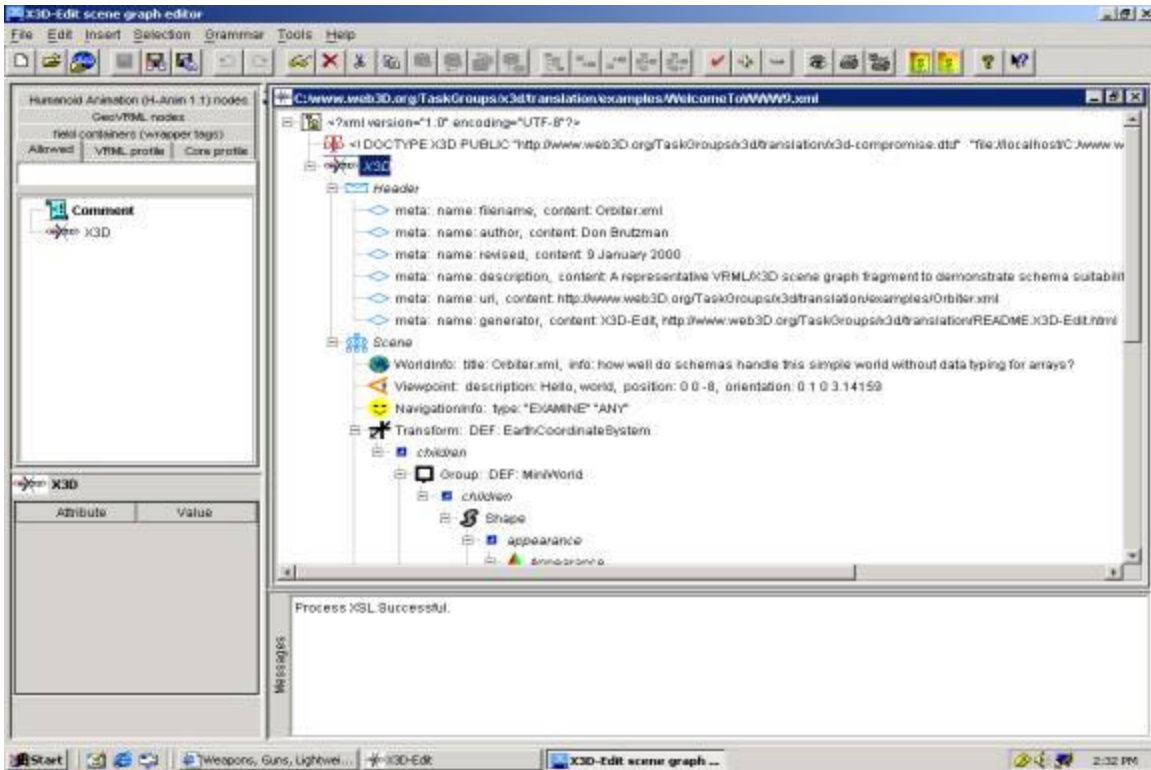 X3D-Edit scene graph editor
File Edit Insert Selection Grammar Tools Help
Humanoid Animation (H-Anim 1.1) nodes
GeoVRML nodes
field containers (wrapper tags)
Allowed VRML profile Core profile
Comment
X3D
X3D
Attribute Value
C:/www.web3D.org/TaskGroups/x3d/translation/examples/WelcomeToWWW9.xml
<?xml version="1.0" encoding="UTF-8"?>
<!DOCTYPE X3D PUBLIC "http://www.web3D.org/TaskGroups/x3d/translation/x3d-compromise.dtd" "file://localhost/C:/www.w
X3D
Header
meta: name: filename, content: Orbiter.xml
meta: name: author, content: Don Brutzman
meta: name: revised, content: 9 January 2000
meta: name: description, content: A representative VRML/X3D scene graph fragment to demonstrate schema suitabilit
meta: name: url, content: http://www.web3D.org/TaskGroups/x3d/translation/examples/Orbiter.xml
meta: name: generator, content: X3D-Edit, http://www.web3D.org/TaskGroups/x3d/translation/README.X3D-Edit.html
Scene
WorldInfo: title: Orbiter.xml, info: how well do schemas handle this simple world without data typing for arrays?
Viewpoint: description: Hello, world, position: 0 0 -8, orientation: 0 1 0 3.14159
NavigationInfo: type: "EXAMINE" "ANY"
Transform: DEF: EarthCoordinateSystem
children
Group: DEF: MiniWorld
children
Shape
appearance
Appearance
Messages
Process XSL Successful.
Start Weapons, Guns, Lightwei... X3D-Edit X3D-Edit scene graph ... 2:32 PM